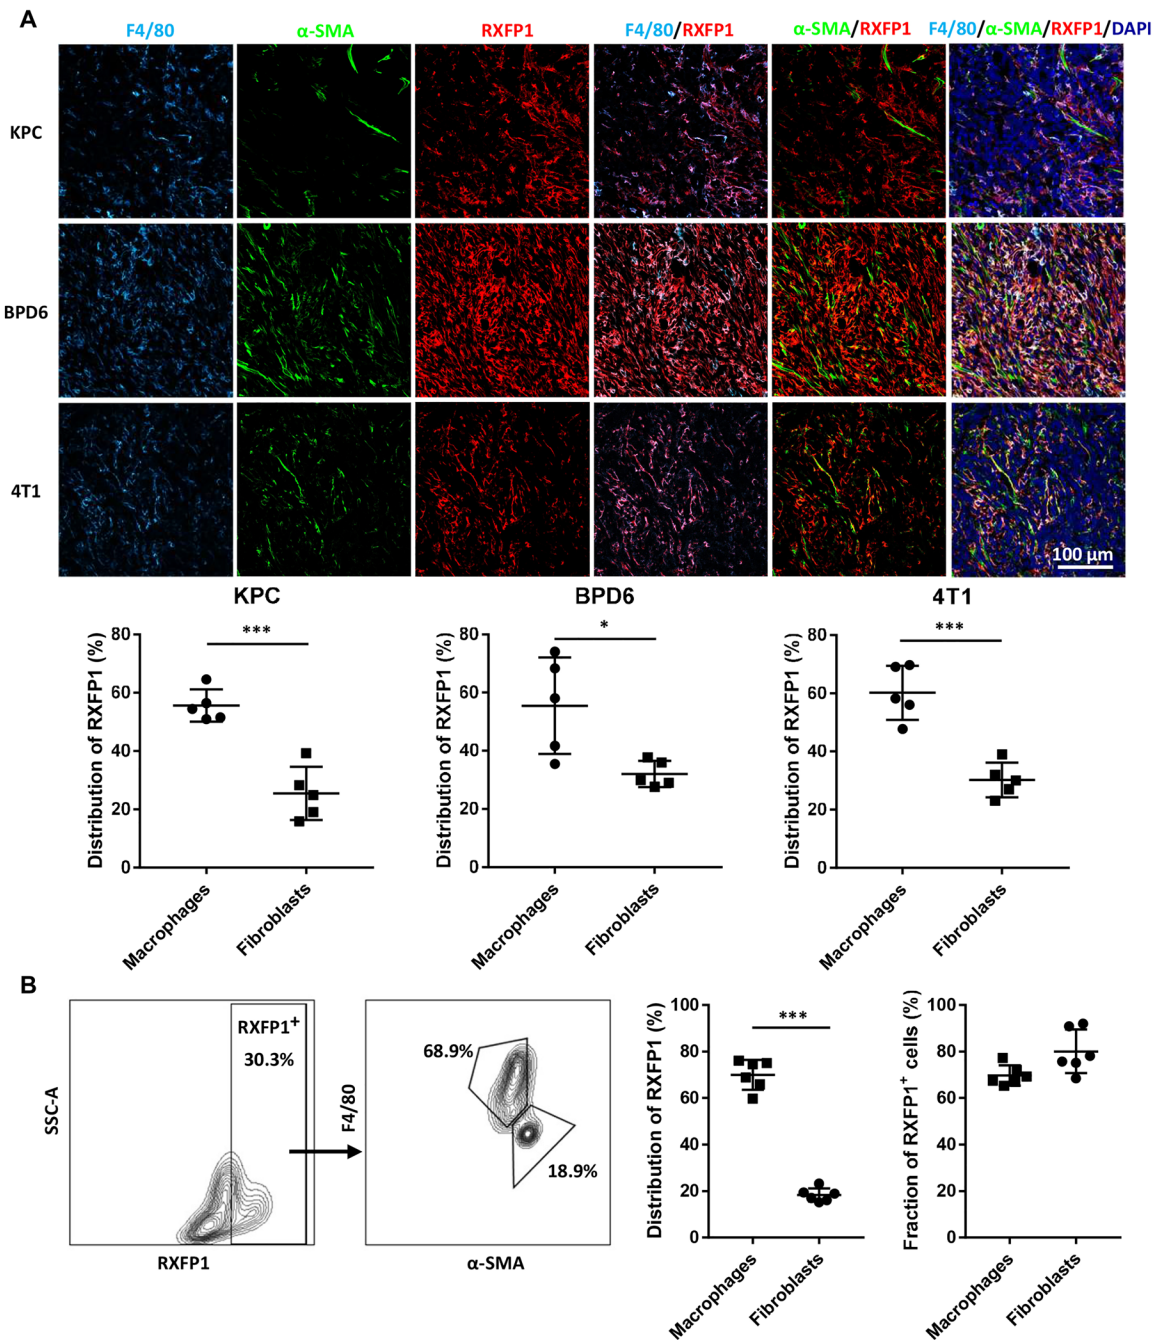 A
F4/80 α-SMA RXFP1 F4/80/RXFP1 α-SMA/RXFP1 F4/80/α-SMA/RXFP1/DAPI
KPC
BPD6
4T1
100 μm
KPC
Distribution of RXFP1 (%)
80
60
40
20
0
***
Macrophages
Fibroblasts
BPD6
Distribution of RXFP1 (%)
80
60
40
20
0
*
Macrophages
Fibroblasts
4T1
Distribution of RXFP1 (%)
80
60
40
20
0
***
Macrophages
Fibroblasts
B
SSC-A
RXFP1+
30.3%
RXFP1
F4/80
68.9%
18.9%
α-SMA
Distribution of RXFP1 (%)
100
80
60
40
20
0
***
Macrophages
Fibroblasts
Fraction of RXFP1+ cells (%)
100
80
60
40
20
0
Macrophages
Fibroblasts